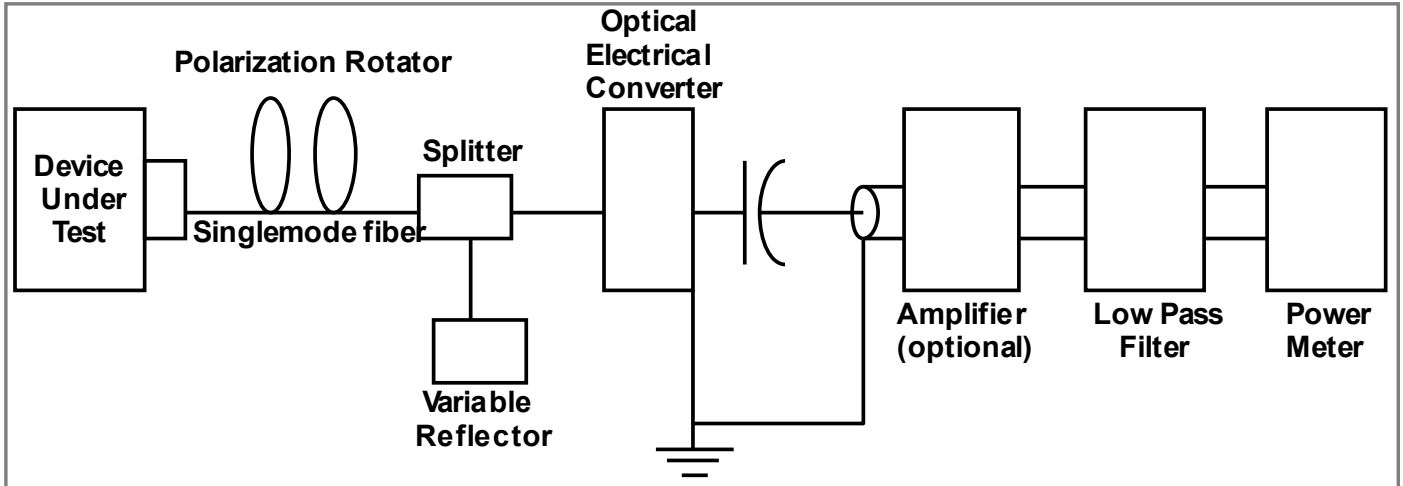 Optical
Electrical
Converter
Polarization Rotator
Device
Under
Test
Singlemode fiber
Splitter
Variable
Reflector
Amplifier
(optional)
Low Pass
Filter
Power
Meter